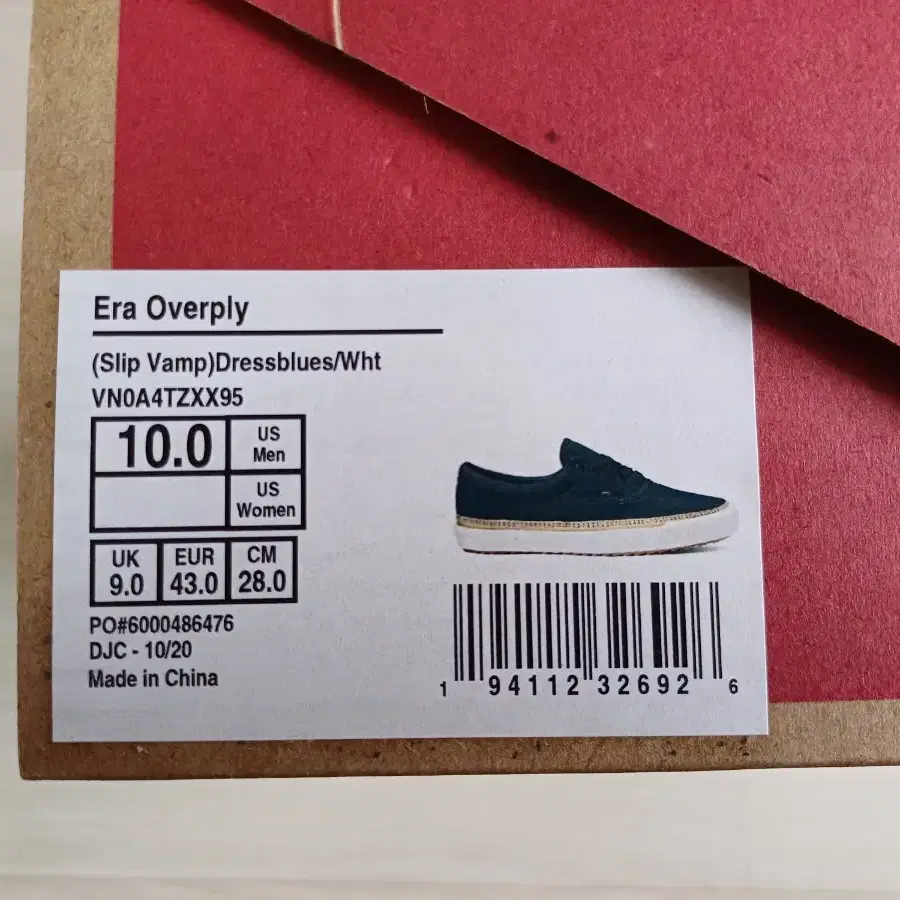 Era Overply
(Slip Vamp)Dressblues/Wht
VN0A4TZXX95
10.0 US Men
US Women
UK 9.0 EUR 43.0 CM 28.0
PO#6000486476
DJC - 10/20
Made in China
1 94112 32692 6